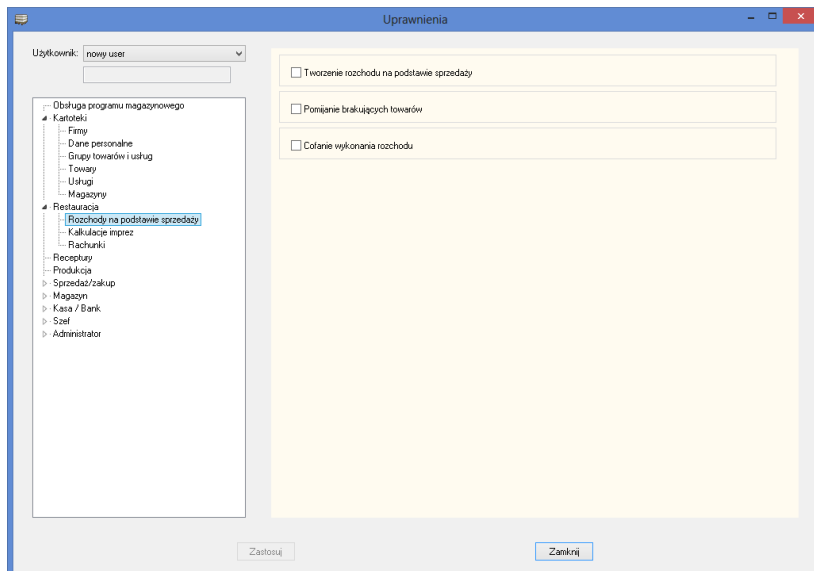 Uprawnienia
Użytkownik: nowy user
Obsługa programu magazynowego
Kartoteki
Firmy
Dane personalne
Grupy towarów i usług
Towary
Usługi
Magazyny
Restauracja
Rozchody na podstawie sprzedaży
Kalkulacje imprez
Rachunki
Receptury
Produkcja
Sprzedaż/zakup
Magazyn
Kasa / Bank
Szef
Administrator
Tworzenie rozchodu na podstawie sprzedaży
Pomijanie brakujących towarów
Cofanie wykonania rozchodu
Zastosuj
Zamknij